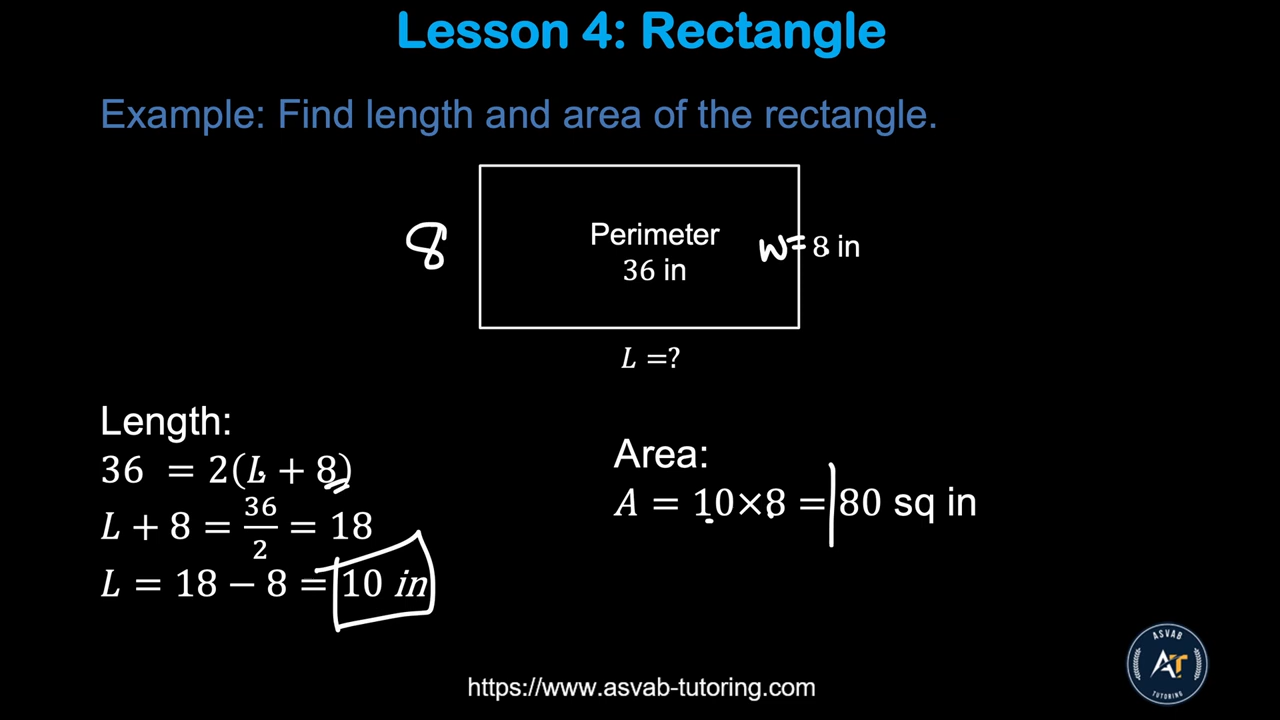 Lesson 4: Rectangle
Example: Find length and area of the rectangle.
8
Perimeter
36 in
W= 8 in
L =?
Length:
36 = 2(L + 8)
L + 8 = 36/2 = 18
L = 18 − 8 = 10 in
Area:
A = 10×8 = 80 sq in
ASVAB
AT
TUTORING
https://www.asvab-tutoring.com